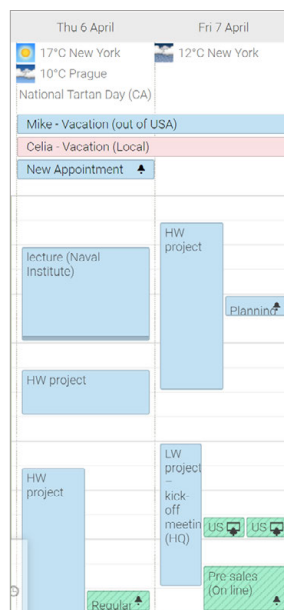 Thu 6 April
Fri 7 April
17°C New York
12°C New York
10°C Prague
National Tartan Day (CA)
Mike - Vacation (out of USA)
Celia - Vacation (Local)
New Appointment
HW
project
lecture (Naval
Institute)
Planning
HW project
LW
project
–
kick-
off
meetin
(HQ)
HW
project
US
US
Pre sales
(On line)
Regular